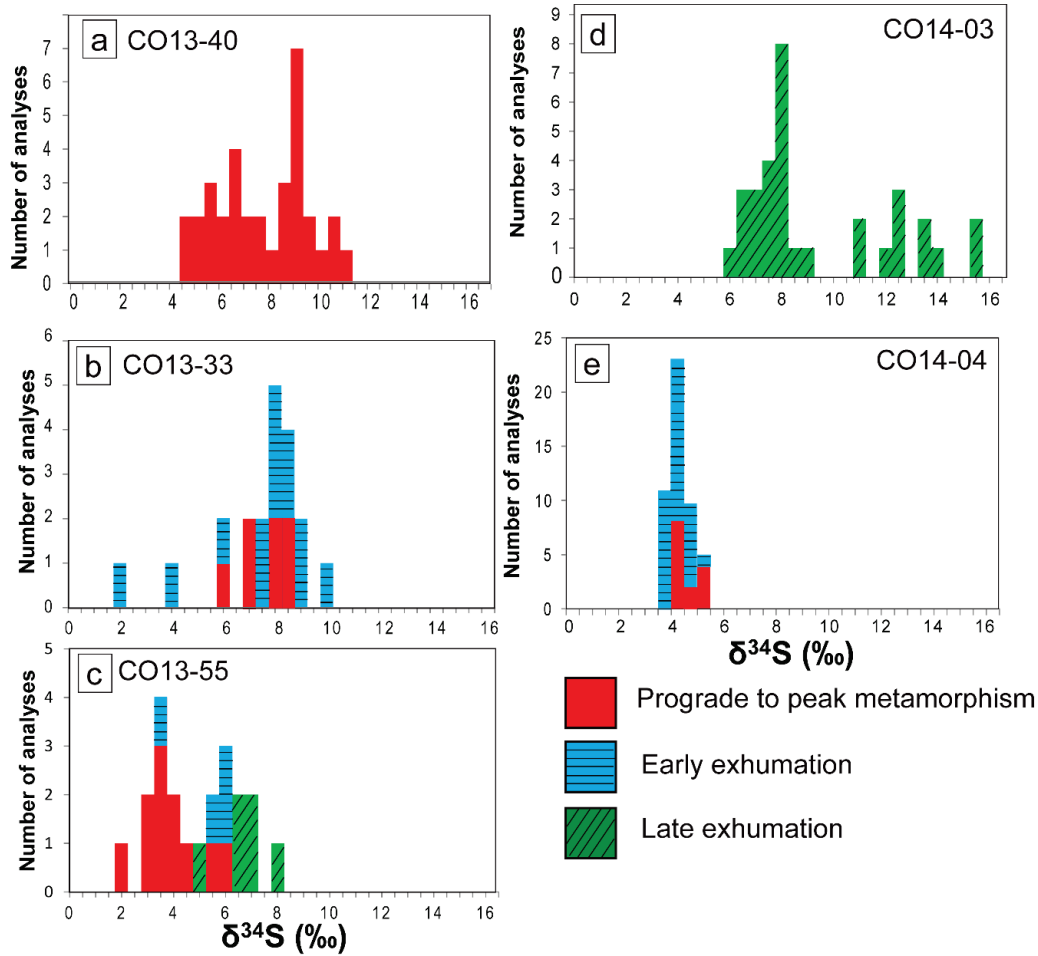 a CO13-40
Number of analyses
7
6
5
4
3
2
1
0
0 2 4 6 8 10 12 14 16
b CO13-33
Number of analyses
6
5
4
3
2
1
0
0 2 4 6 8 10 12 14 16
c CO13-55
Number of analyses
5
4
3
2
1
0
0 2 4 6 8 10 12 14 16
δ³⁴S (‰)
d CO14-03
Number of analyses
9
8
7
6
5
4
3
2
1
0
0 2 4 6 8 10 12 14 16
e CO14-04
Number of analyses
25
20
15
10
5
0
0 2 4 6 8 10 12 14 16
δ³⁴S (‰)
Prograde to peak metamorphism
Early exhumation
Late exhumation